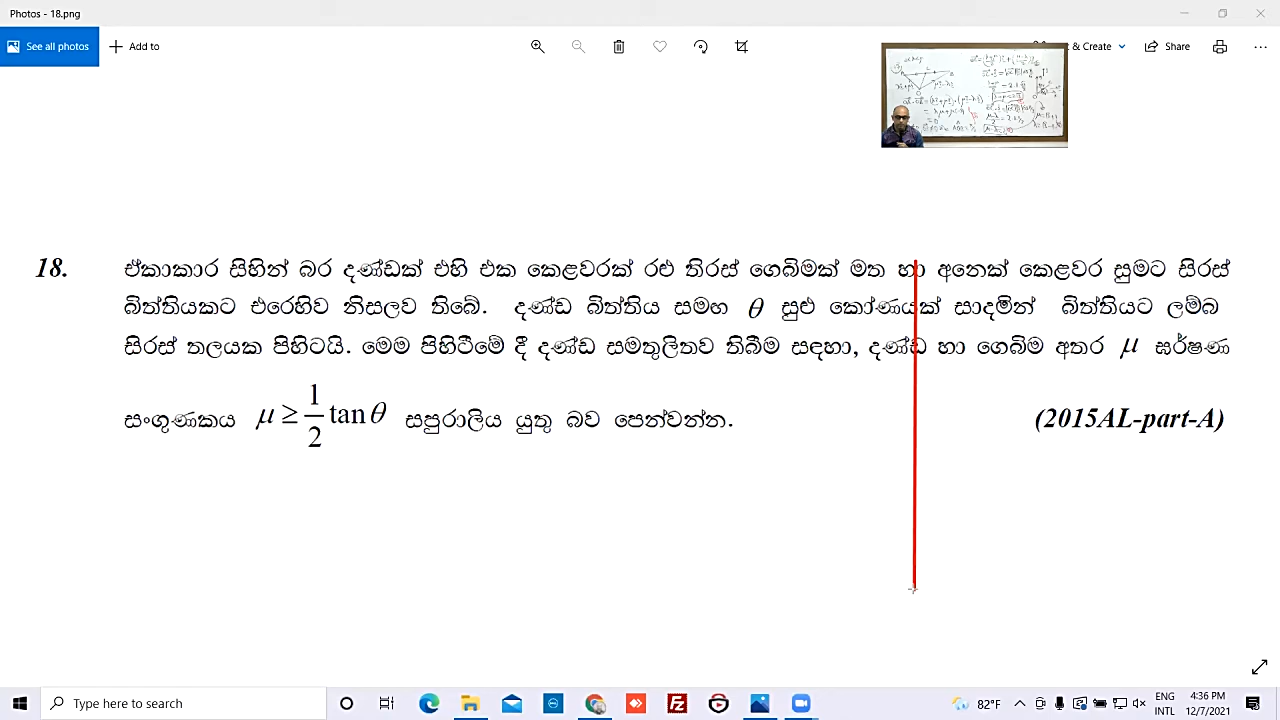 Photos - 18.png
See all photos
Add to
& Create
Share
18. ඒකාකාර සිහින් බර දණ්ඩක් එහි එක කෙළවරක් රළු තිරස් ගෙබිමක් මත හා අනෙක් කෙළවර සුමට සිරස්
බිත්තියකට එරෙහිව නිසලව තිබේ. දණ්ඩ බිත්තිය සමඟ θ සුළු කෝණයක් සාදමින් බිත්තියට ලම්බ
සිරස් තලයක පිහිටයි. මෙම පිහිටීමේ දී දණ්ඩ සමතුලිතව තිබීම සඳහා, දණ්ඩ හා ගෙබිම අතර μ ඝර්ෂණ
සංගුණකය μ ≥ 1/2 tan θ සපුරාලිය යුතු බව පෙන්වන්න. (2015AL-part-A)
Type here to search
82°F
ENG
INTL
4:36 PM
12/7/2021